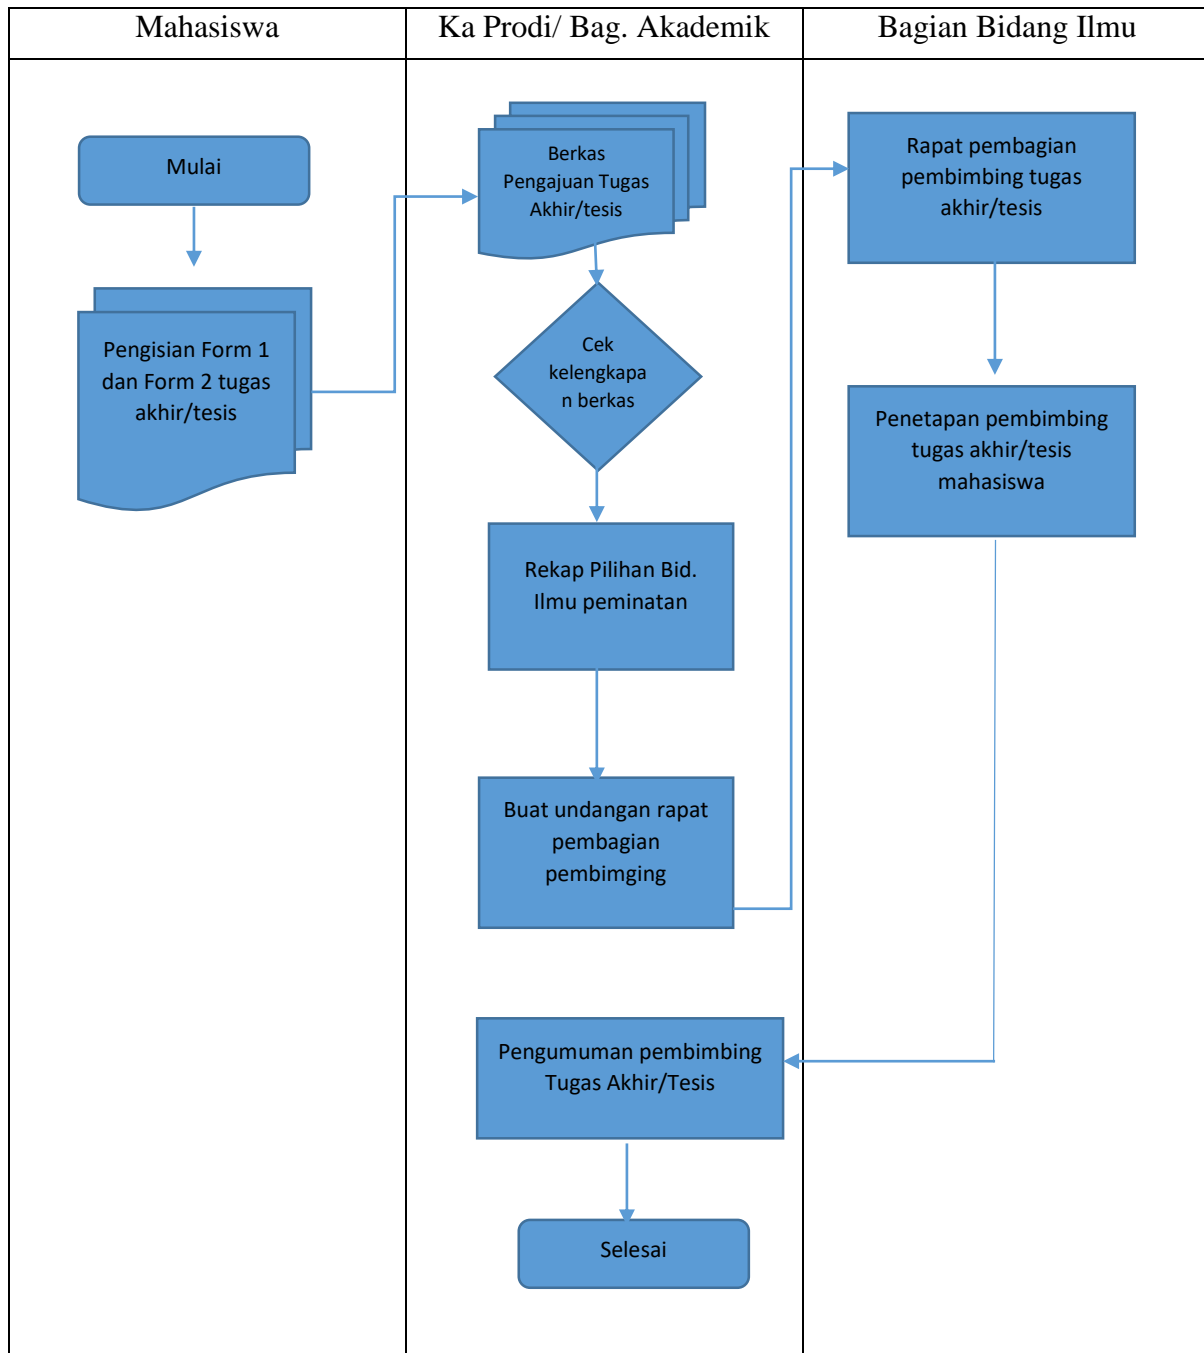 Mahasiswa
Ka Prodi/ Bag. Akademik
Bagian Bidang Ilmu
Mulai
Pengisian Form 1
dan Form 2 tugas
akhir/tesis
Berkas
Pengajuan Tugas
Akhir/tesis
Cek
kelengkapa
n berkas
Rekap Pilihan Bid.
Ilmu peminatan
Buat undangan rapat
pembagian
pembimging
Rapat pembagian
pembimbing tugas
akhir/tesis
Penetapan pembimbing
tugas akhir/tesis
mahasiswa
Pengumuman pembimbing
Tugas Akhir/Tesis
Selesai